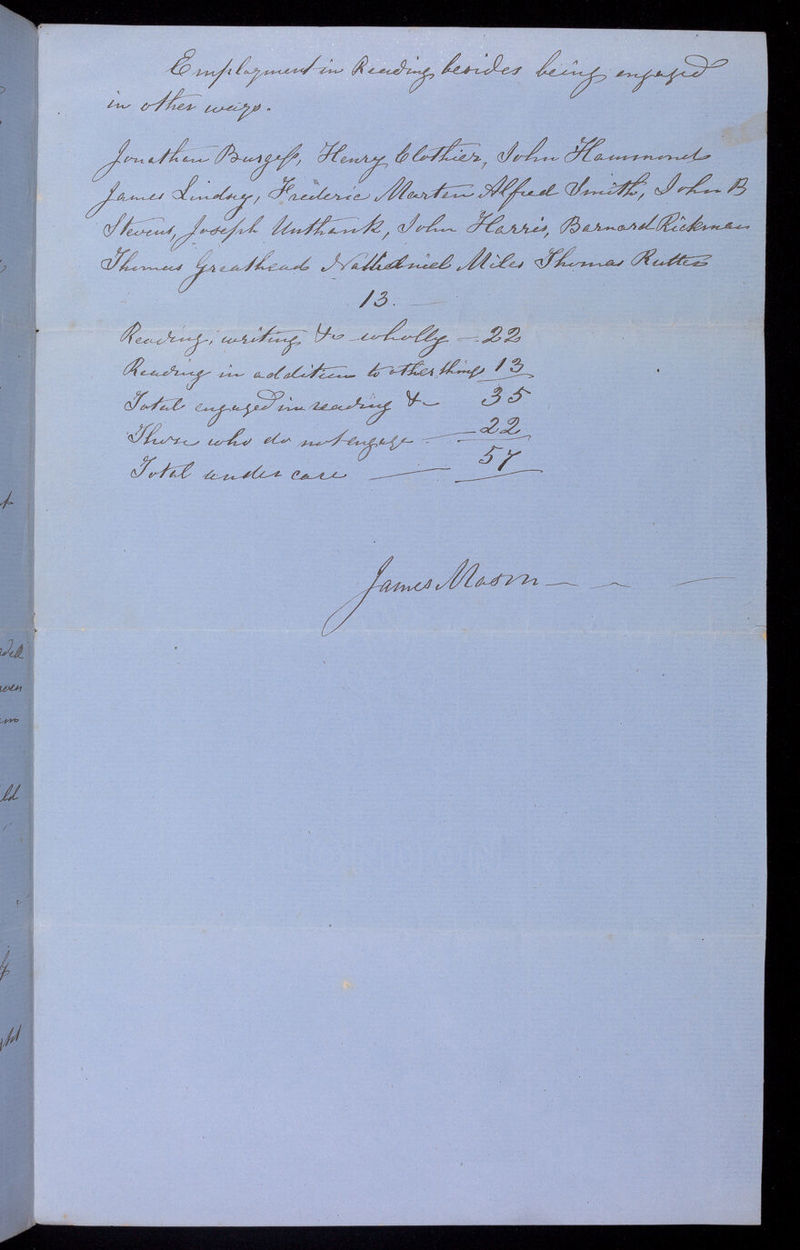 Employment in Reading besides being engaged
in other ways.
Jonathan Burgess, Henry Clothier, John Hammond
James Lindsey, Frederic Marten Alfred Smith, John B
Stevens, Joseph Unthank, John Harris, Barnard Rickman
Thomas Greathead Nathaniel Miles Thomas Rutter
13.
Reading, writing &c wholly — 22
Reading in addition to other things 13
Total engaged in reading &c 35
Those who do not engage — 22
Total under care — 57
James Mason